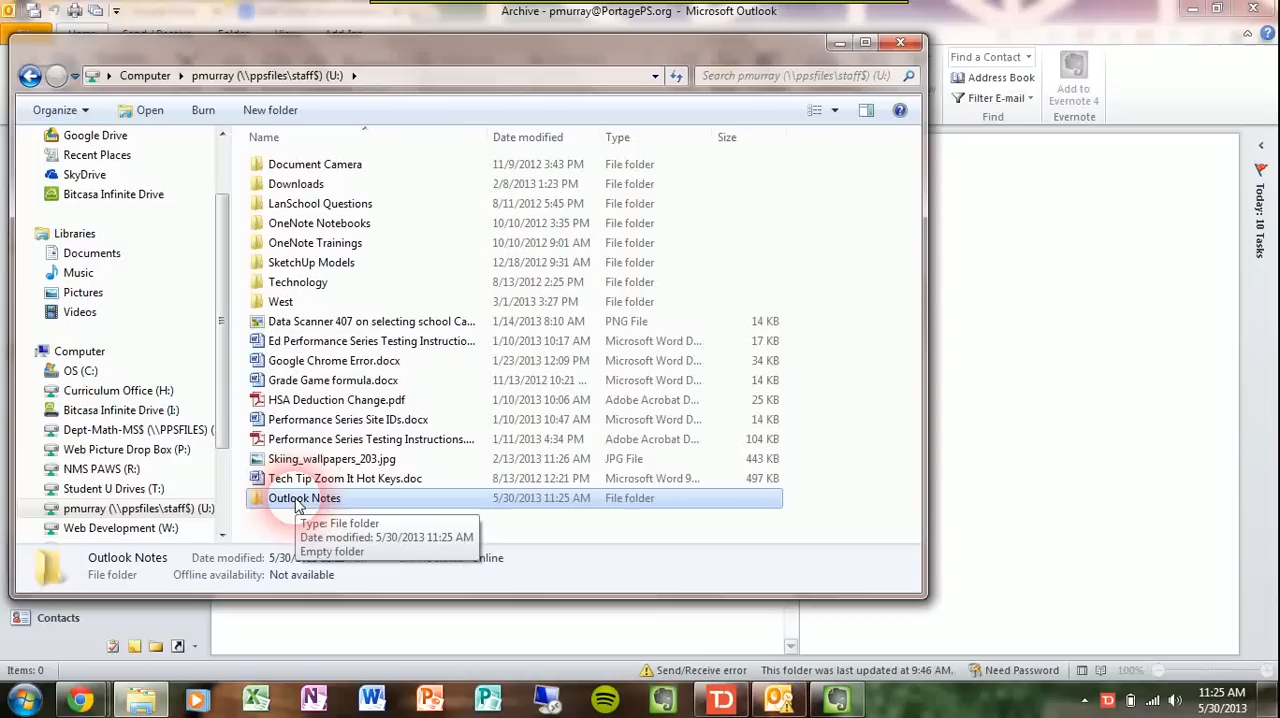 Archive - pmurray@PortagePS.org - Microsoft Outlook
Computer pmurray (\\ppsfiles\staff$) (U:)
Search pmurray (\\ppsfiles\staff$) (U:)
Find a Contact
Address Book
Filter E-mail
Find
Add to
Evernote 4
Evernote
Organize Open Burn New folder
Name Date modified Type Size
Google Drive
Recent Places
SkyDrive
Bitcasa Infinite Drive
Libraries
Documents
Music
Pictures
Videos
Computer
OS (C:)
Curriculum Office (H:)
Bitcasa Infinite Drive (I:)
Dept-Math-MS$ (\\PPSFILES) (
Web Picture Drop Box (P:)
NMS PAWS (R:)
Student U Drives (T:)
pmurray (\\ppsfiles\staff$) (U:)
Web Development (W:)
Document Camera 11/9/2012 3:43 PM File folder
Downloads 2/8/2013 1:23 PM File folder
LanSchool Questions 8/11/2012 5:45 PM File folder
OneNote Notebooks 10/10/2012 3:35 PM File folder
OneNote Trainings 10/10/2012 9:01 AM File folder
SketchUp Models 12/18/2012 9:31 AM File folder
Technology 8/13/2012 2:25 PM File folder
West 3/1/2013 3:27 PM File folder
Data Scanner 407 on selecting school Ca... 1/14/2013 8:10 AM PNG File 14 KB
Ed Performance Series Testing Instructio... 1/10/2013 10:17 AM Microsoft Word D... 17 KB
Google Chrome Error.docx 1/23/2013 12:09 PM Microsoft Word D... 34 KB
Grade Game formula.docx 11/13/2012 10:21 ... Microsoft Word D... 14 KB
HSA Deduction Change.pdf 1/10/2013 10:06 AM Adobe Acrobat D... 25 KB
Performance Series Site IDs.docx 1/10/2013 10:47 AM Microsoft Word D... 14 KB
Performance Series Testing Instructions.... 1/11/2013 4:34 PM Adobe Acrobat D... 104 KB
Skiing_wallpapers_203.jpg 2/13/2013 11:26 AM JPG File 443 KB
Tech Tip Zoom It Hot Keys.doc 8/13/2012 12:21 PM Microsoft Word 9... 497 KB
Outlook Notes 5/30/2013 11:25 AM File folder
Type: File folder
Date modified: 5/30/2013 11:25 AM
Empty folder
Outlook Notes Date modified: 5/30/
File folder Offline availability: Not available
Today: 10 Tasks
Contacts
Items: 0 Send/Receive error This folder was last updated at 9:46 AM. Need Password 100%
11:25 AM
5/30/2013